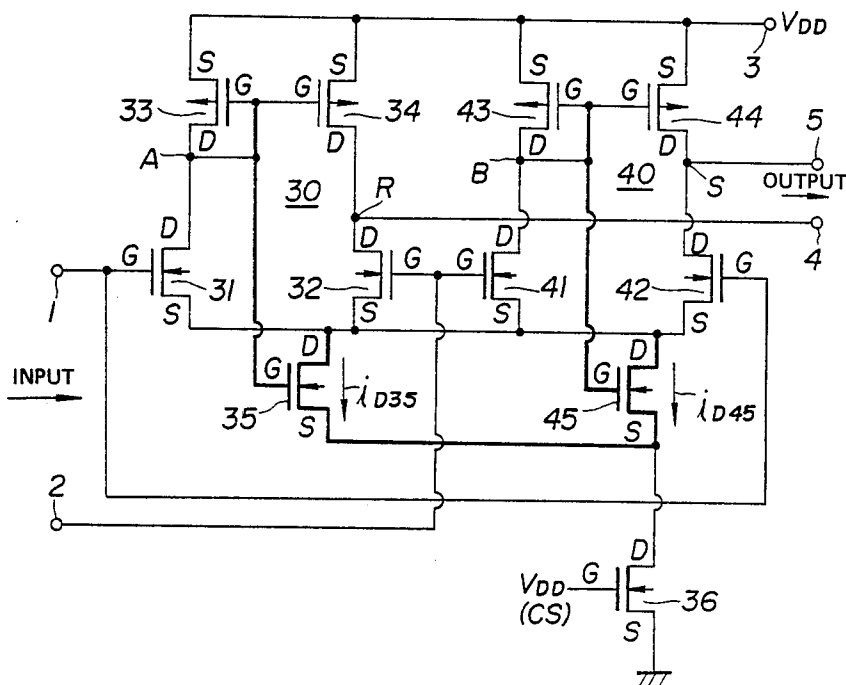 VDD
3
S S S S
G G G G
33 34 43 44
D D D D
A B S
5
OUTPUT
30 R 40
4
D D D D
G G G G
1 31 32 41 42
S S S S
INPUT
D D
G iD35 G iD45
35 45
S S
2
D
VDD G
(CS) 36
S